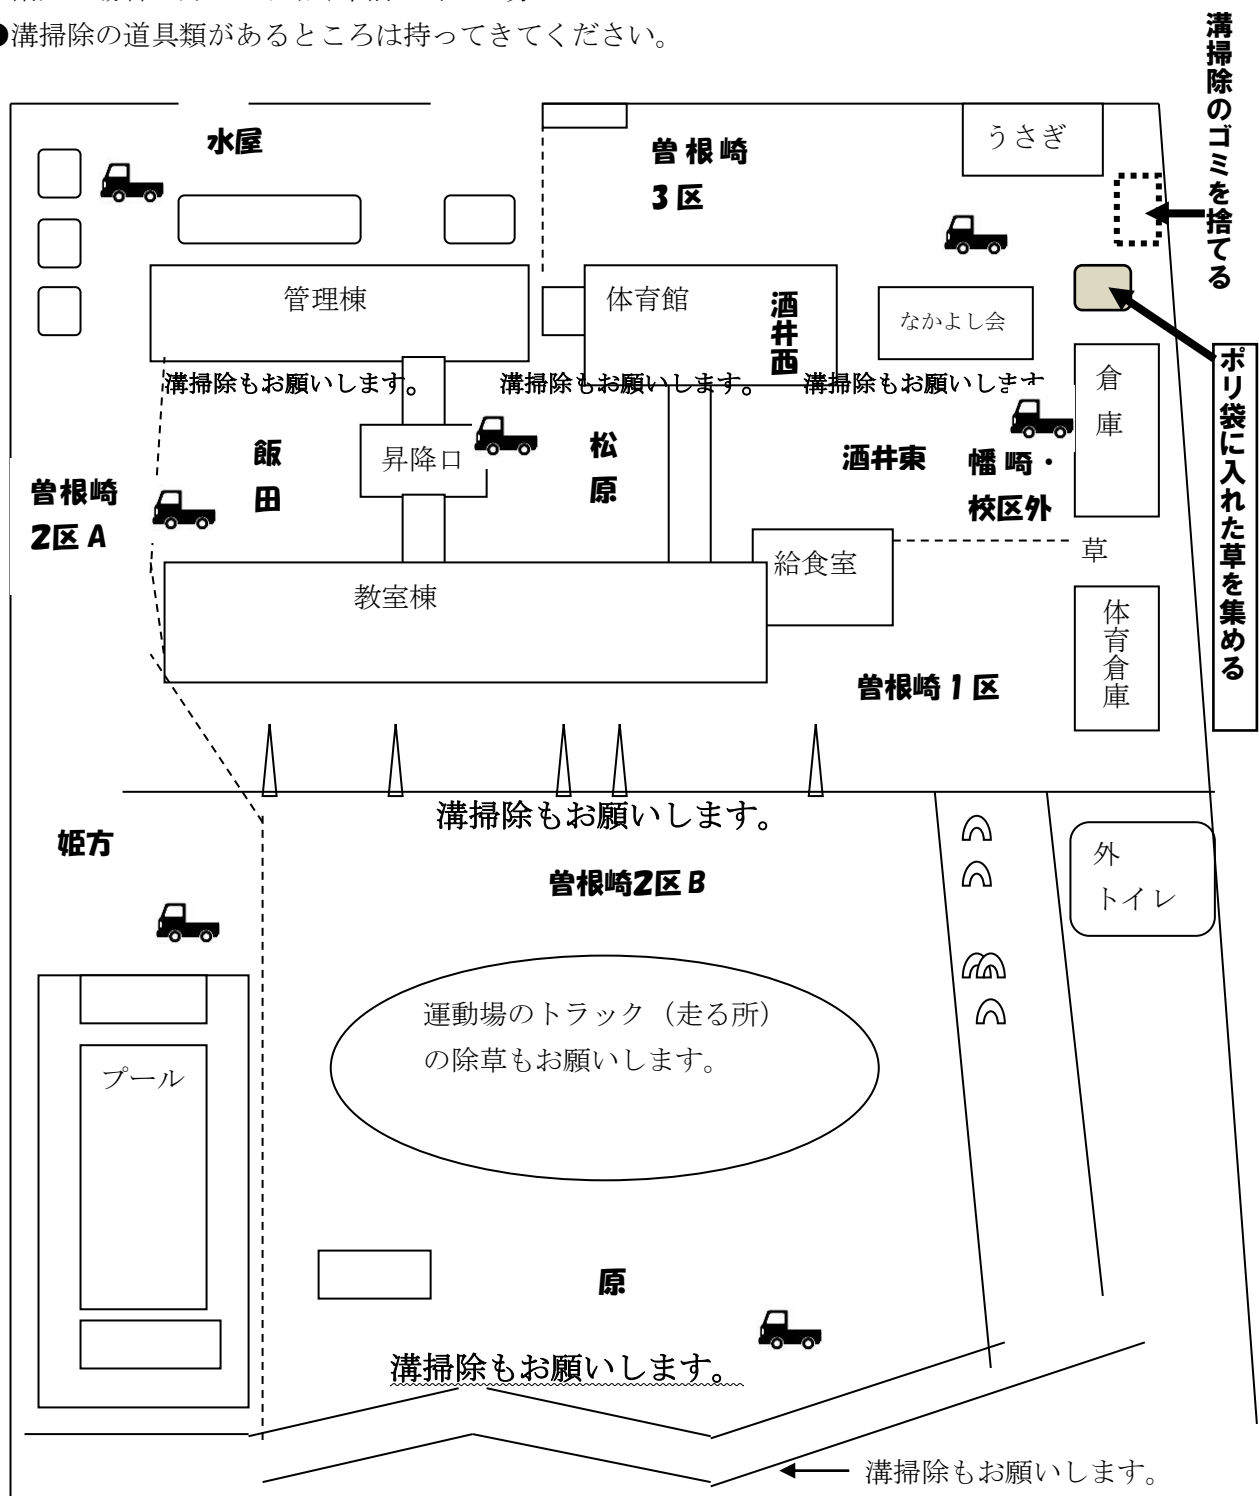 ●溝掃除の道具類があるところは持ってきてください。
溝掃除のゴミを捨てる
水屋
曽根崎
3区
うさぎ
管理棟
体育館
酒井西
なかよし会
ポリ袋に入れた草を集める
倉
庫
溝掃除もお願いします。
溝掃除もお願いします。
溝掃除もお願いします
飯
田
昇降口
松
原
酒井東
幡崎・
校区外
曽根崎
2区A
草
給食室
教室棟
体育倉庫
曽根崎1区
溝掃除もお願いします。
姫方
曽根崎2区B
外
トイレ
運動場のトラック（走る所）
の除草もお願いします。
プール
原
溝掃除もお願いします。
溝掃除もお願いします。